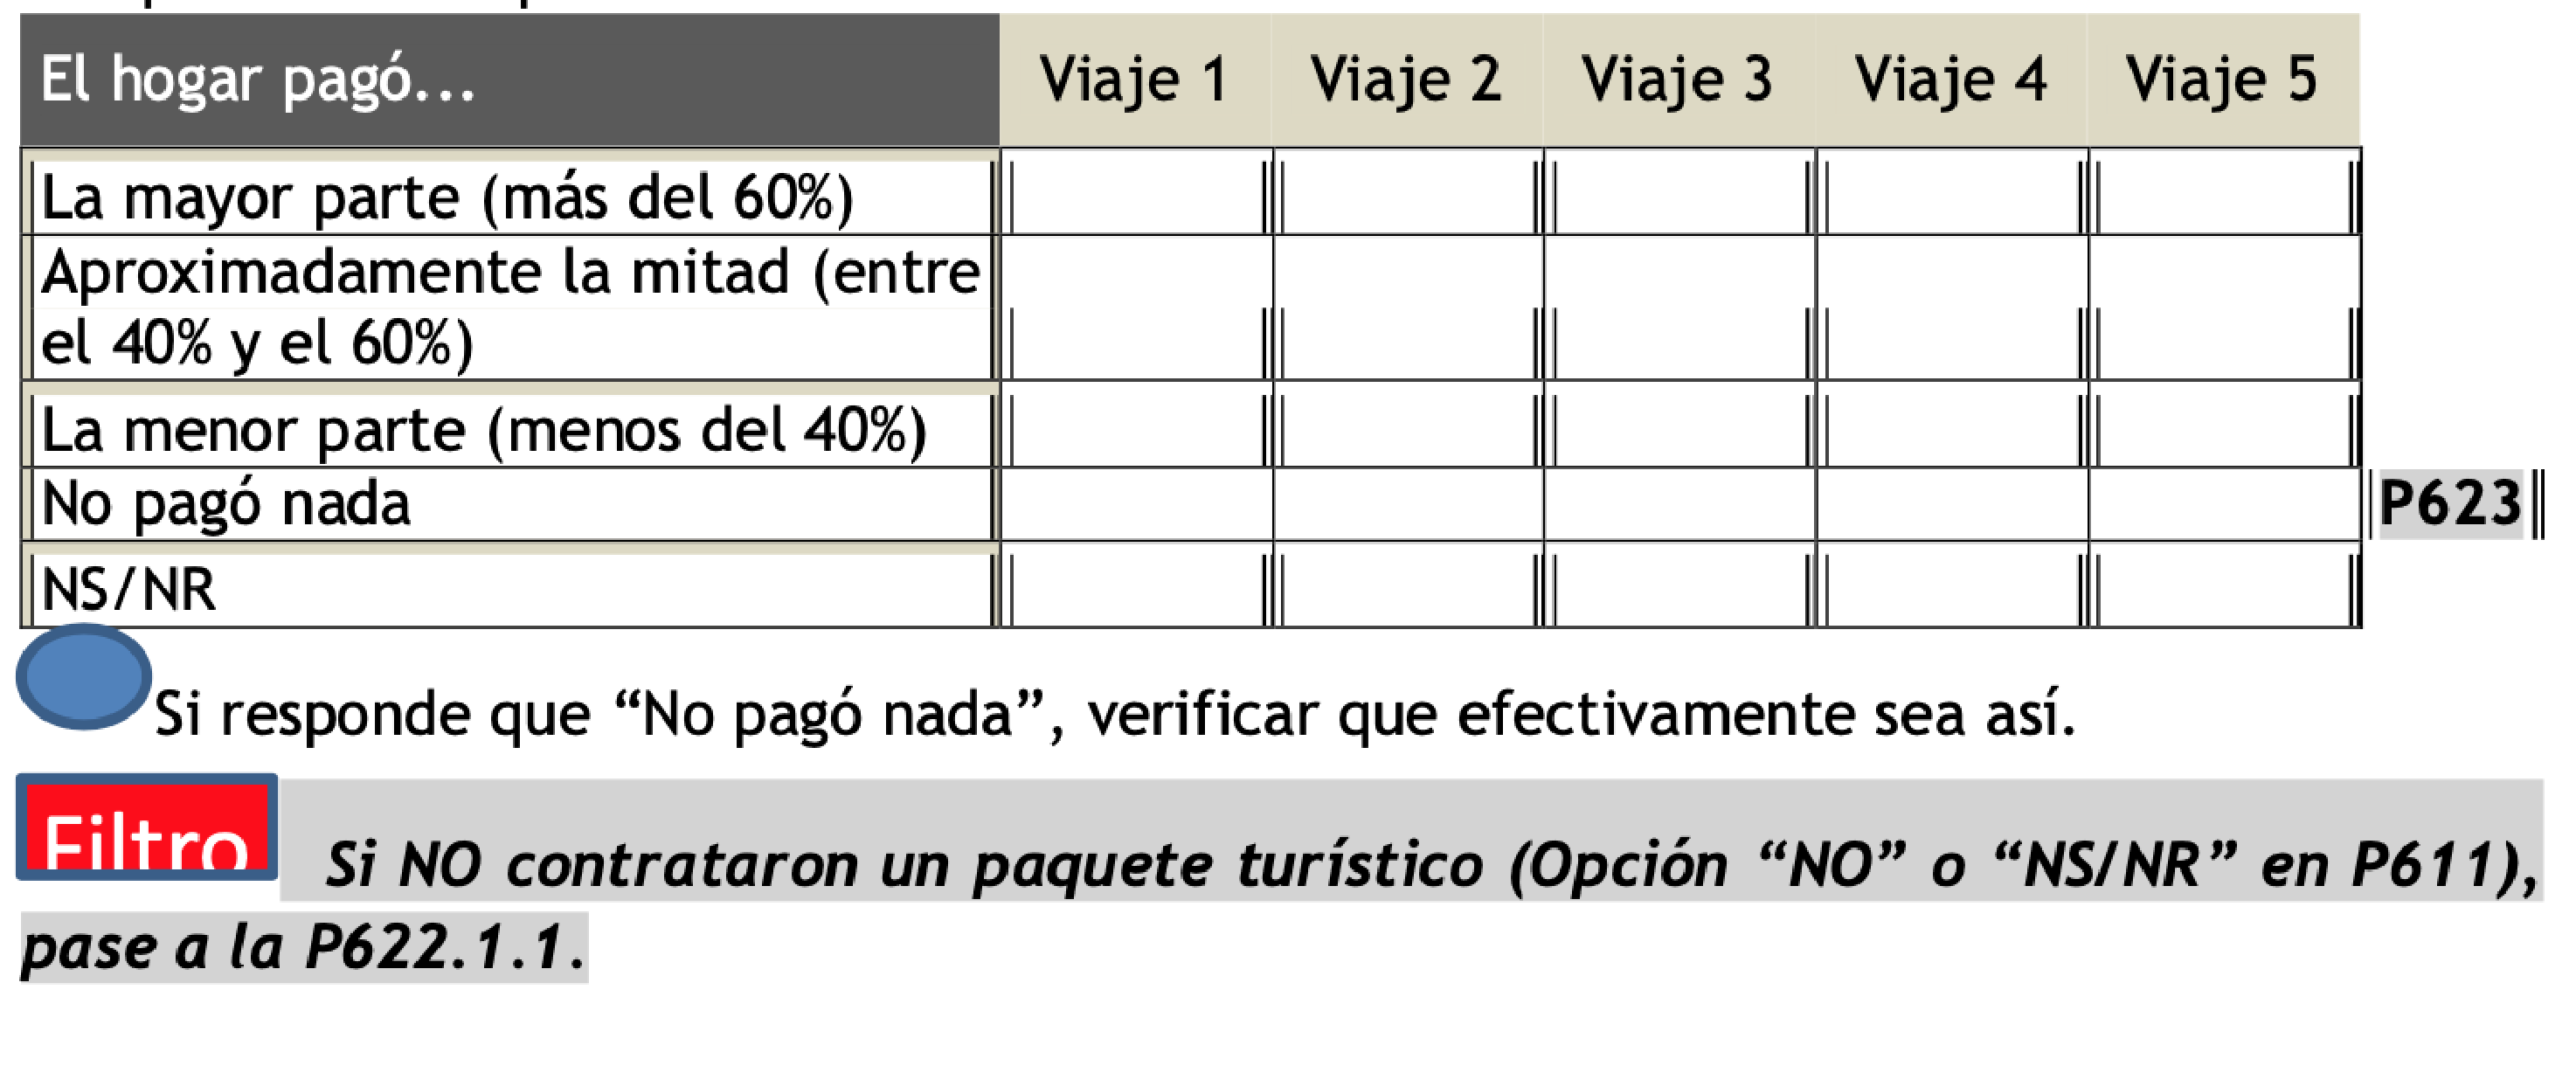 El hogar pagó... Viaje 1 Viaje 2 Viaje 3 Viaje 4 Viaje 5
La mayor parte (más del 60%)
Aproximadamente la mitad (entre
el 40% y el 60%)
La menor parte (menos del 40%)
No pagó nada P623
NS/NR
Si responde que “No pagó nada”, verificar que efectivamente sea así.
Filtro Si NO contrataron un paquete turístico (Opción “NO” o “NS/NR” en P611),
pase a la P622.1.1.